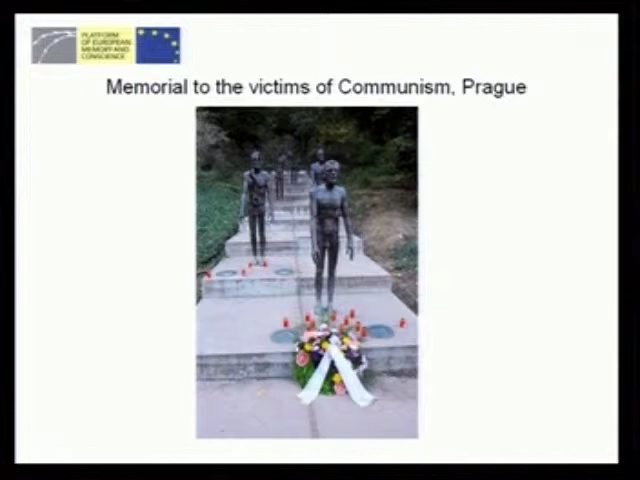 PLATFORM
OF EUROPEAN
MEMORY AND
CONSCIENCE
Memorial to the victims of Communism, Prague